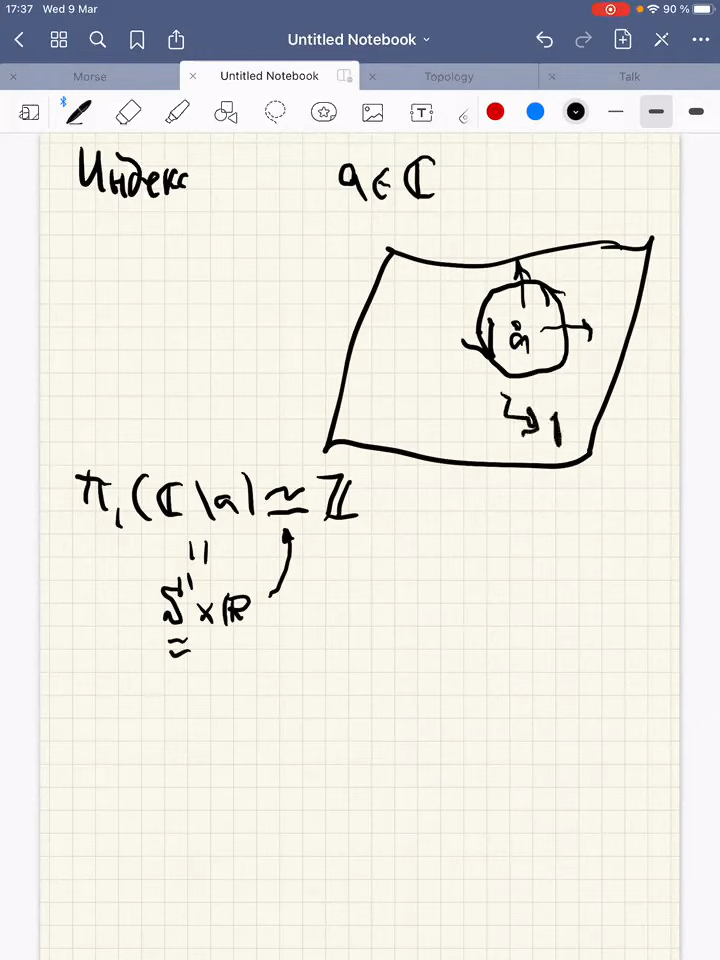 17:37 Wed 9 Mar 90 %
Untitled Notebook
Morse Untitled Notebook Topology Talk
Индекс a ∈ ℂ
a
1
π₁(ℂ\a) ≃ ℤ
"
S¹ × ℝ
≃